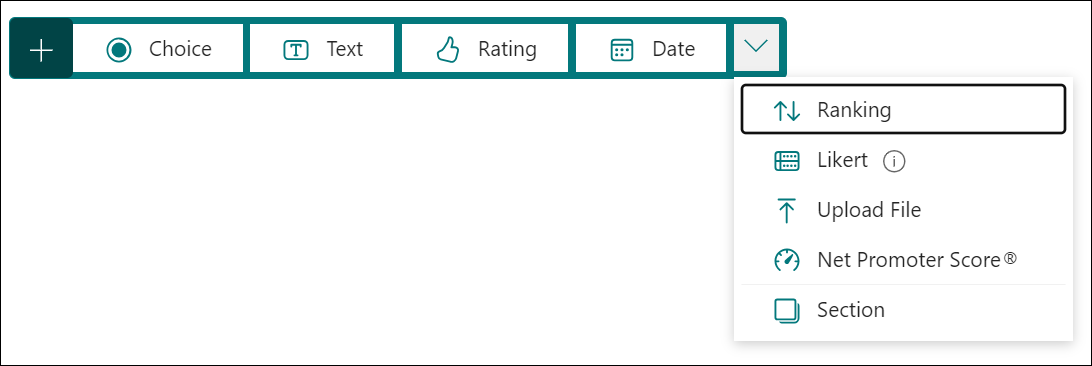 Choice Text Rating Date
Ranking
Likert
Upload File
Net Promoter Score®
Section